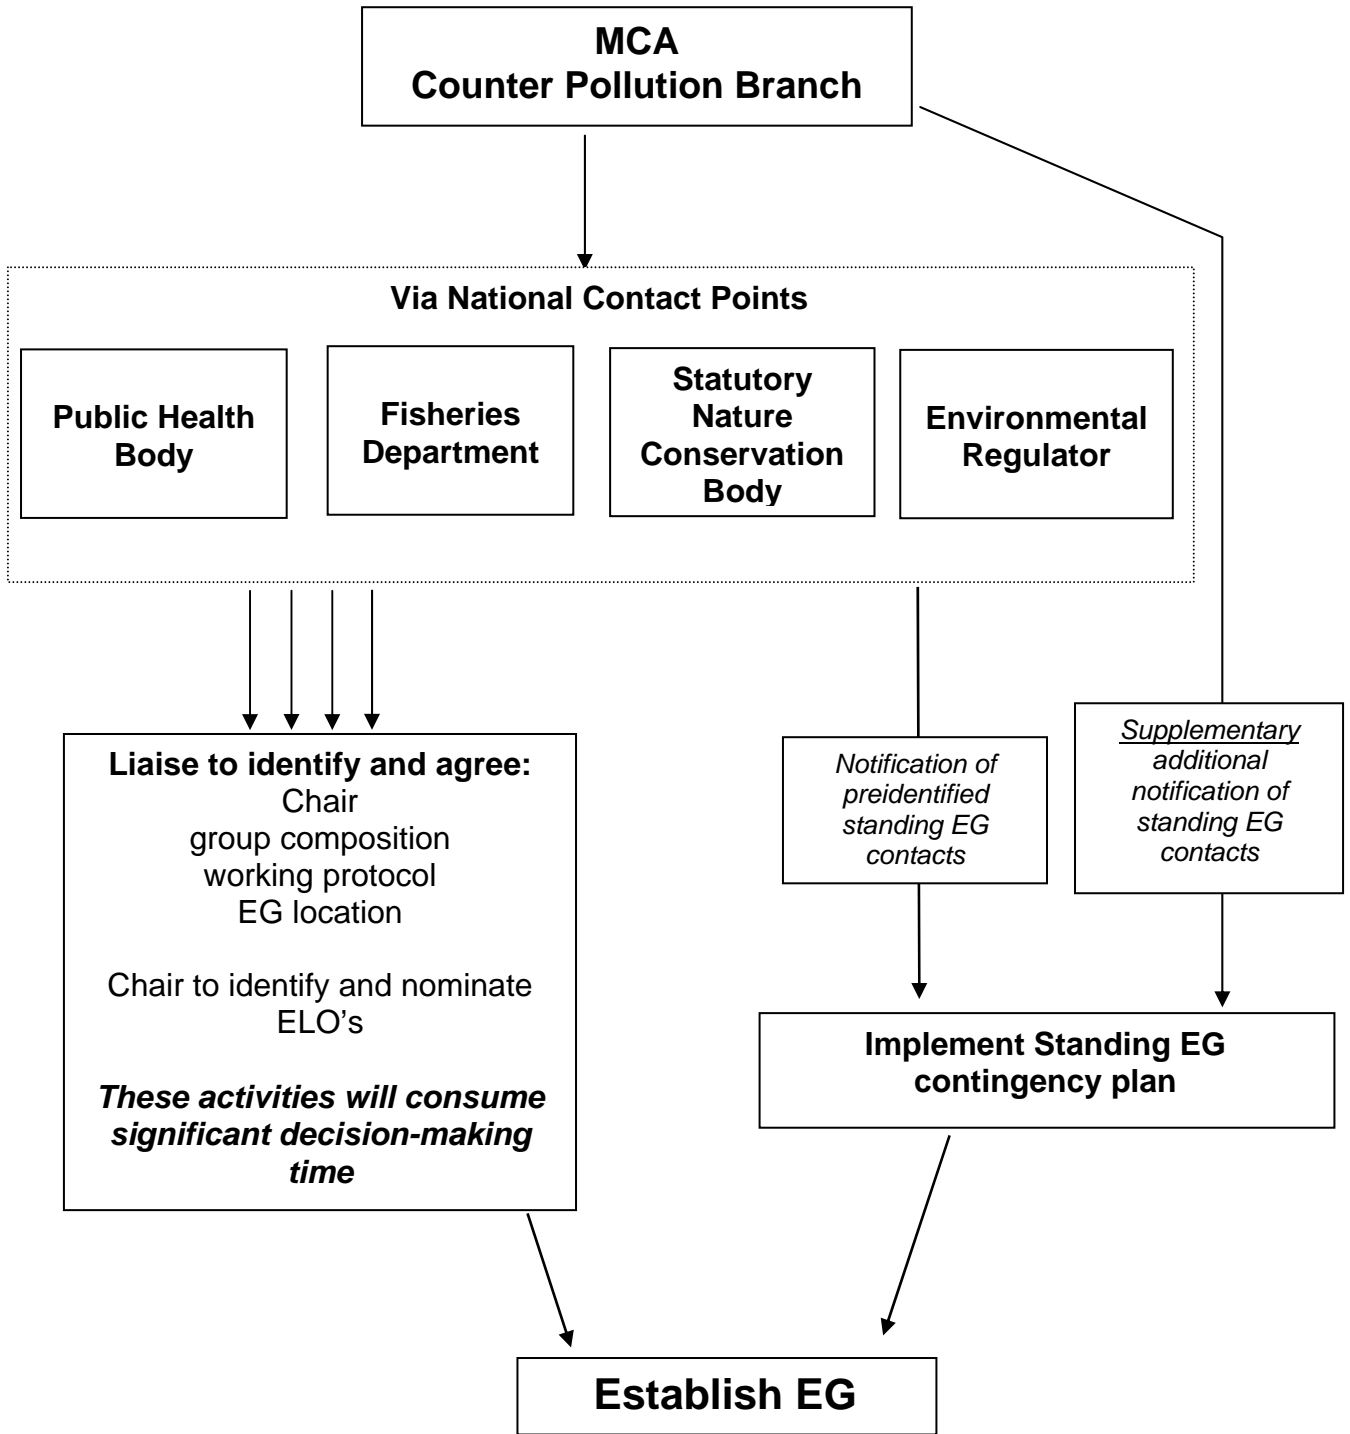 MCA
Counter Pollution Branch
Via National Contact Points
Public Health
Body
Fisheries
Department
Statutory
Nature
Conservation
Body
Environmental
Regulator
Liaise to identify and agree:
Chair
group composition
working protocol
EG location
Chair to identify and nominate
ELO's
These activities will consume
significant decision-making
time
Notification of
preidentified
standing EG
contacts
Supplementary
additional
notification of
standing EG
contacts
Implement Standing EG
contingency plan
Establish EG